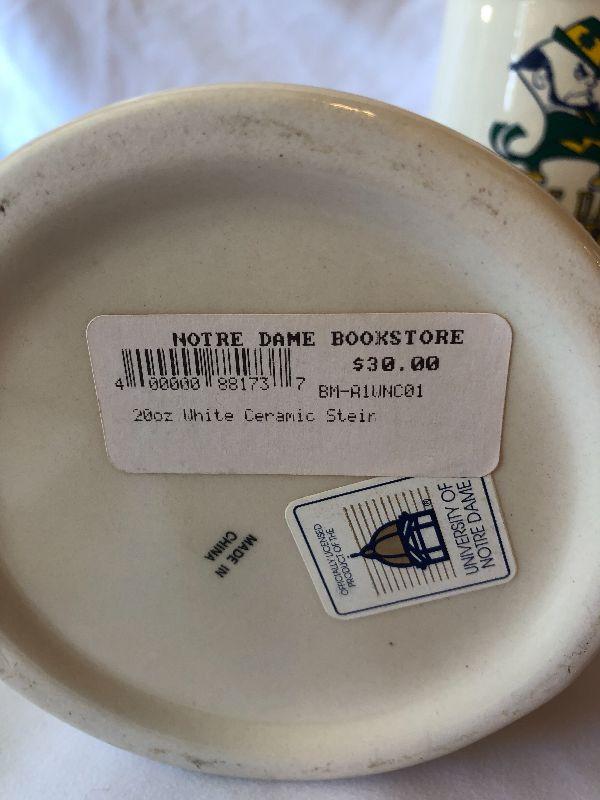 NOTRE DAME BOOKSTORE
$30.00
4 00000 88173 7
BM-A1WNC01
20oz White Ceramic Stein
OFFICIALLY LICENSED
PRODUCT OF THE
®
UNIVERSITY OF
NOTRE DAME
MADE IN
CHINA